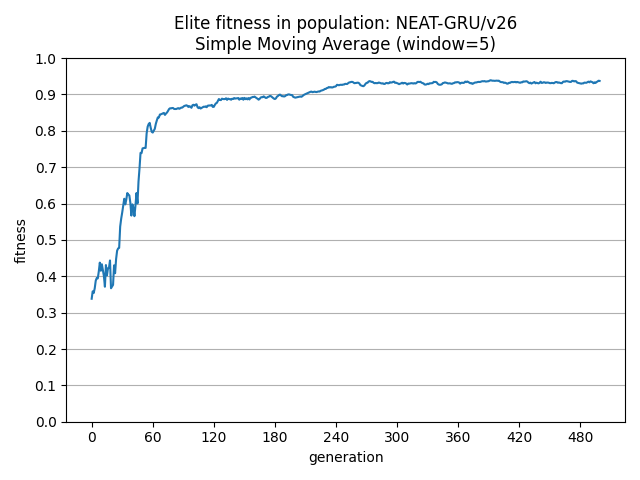 Elite fitness in population: NEAT-GRU/v26
Simple Moving Average (window=5)
1.0
0.9
0.8
0.7
0.6
0.5
0.4
0.3
0.2
0.1
0.0
fitness
0 60 120 180 240 300 360 420 480
generation